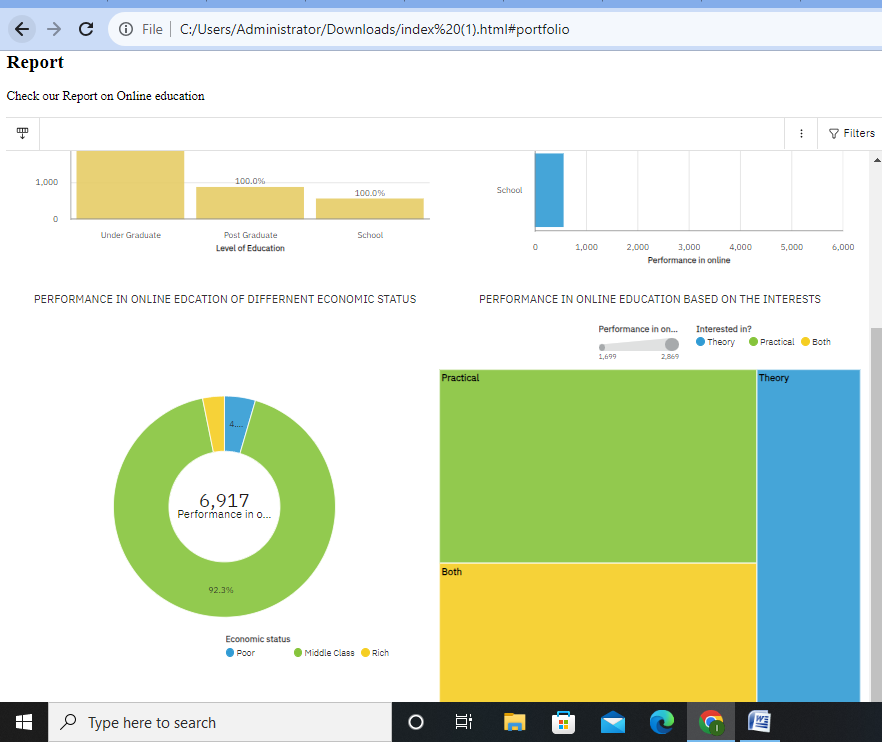 File C:/Users/Administrator/Downloads/index%20(1).html#portfolio
Report
Check our Report on Online education
Filters
1,000
0
100.0%
100.0%
Under Graduate Post Graduate School
Level of Education
School
0 1,000 2,000 3,000 4,000 5,000 6,000
Performance in online
PERFORMANCE IN ONLINE EDCATION OF DIFFERNENT ECONOMIC STATUS
4....
6,917
Performance in o...
92.3%
Economic status
Poor Middle Class Rich
PERFORMANCE IN ONLINE EDUCATION BASED ON THE INTERESTS
Performance in on...
1,699 2,869
Interested in?
Theory Practical Both
Practical
Theory
Both
Type here to search